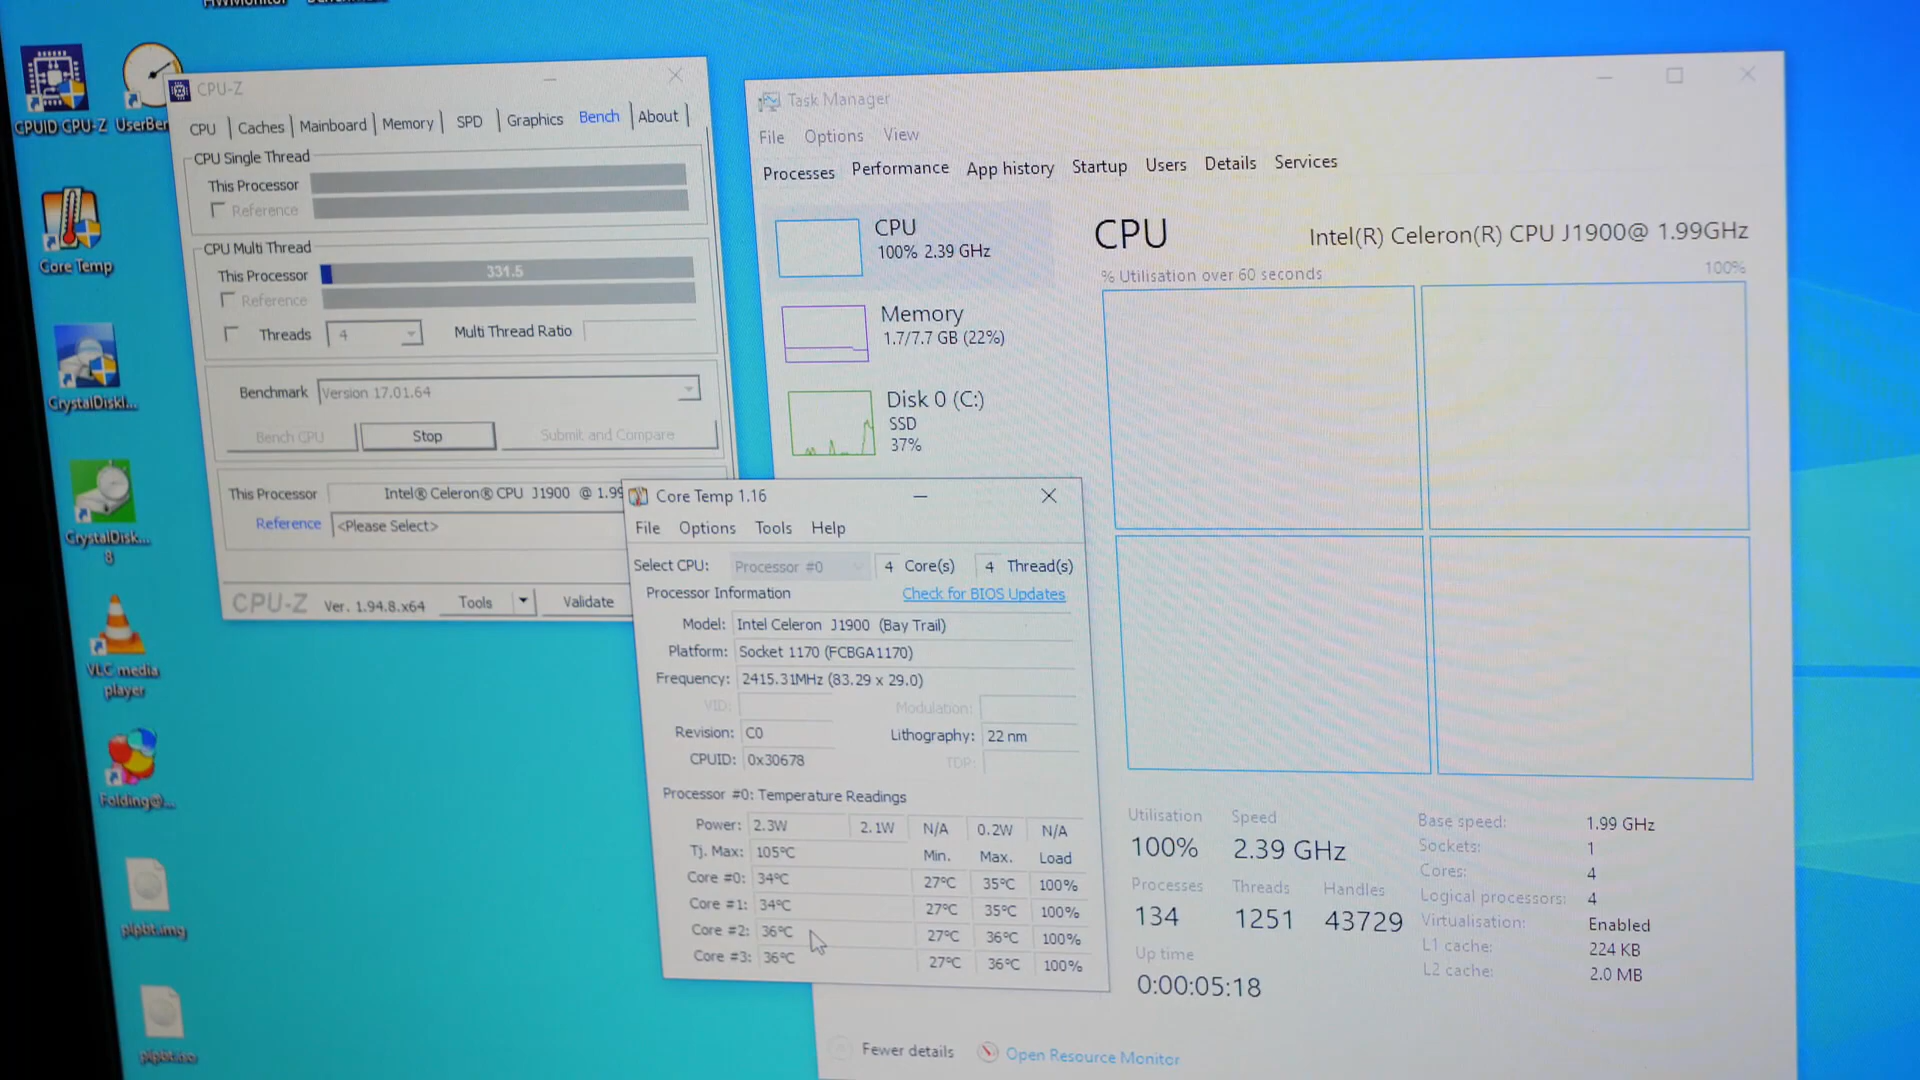 HWMonitor
CPUID CPU-Z
UserBen
Core Temp
CrystalDiskI...
CrystalDisk...
8
VLC media
player
Folding@...
plpbt.img
plpbt.iso
CPU-Z
CPU
Caches
Mainboard
Memory
SPD
Graphics
Bench
About
CPU Single Thread
This Processor
Reference
CPU Multi Thread
This Processor
331.5
Reference
Threads
4
Multi Thread Ratio
Benchmark
Version 17.01.64
Bench CPU
Stop
Submit and Compare
This Processor
Intel® Celeron® CPU J1900 @ 1.99
Reference
<Please Select>
CPU-Z
Ver. 1.94.8.x64
Tools
Validate
Task Manager
File Options View
Processes Performance App history Startup Users Details Services
CPU
100% 2.39 GHz
Memory
1.7/7.7 GB (22%)
Disk 0 (C:)
SSD
37%
CPU
Intel(R) Celeron(R) CPU J1900@ 1.99GHz
% Utilisation over 60 seconds
100%
Utilisation
100%
Speed
2.39 GHz
Processes
134
Threads
1251
Handles
43729
Up time
0:00:05:18
Base speed: 1.99 GHz
Sockets: 1
Cores: 4
Logical processors: 4
Virtualisation: Enabled
L1 cache: 224 KB
L2 cache: 2.0 MB
Fewer details
Open Resource Monitor
Core Temp 1.16
File Options Tools Help
Select CPU: Processor #0 4 Core(s) 4 Thread(s)
Processor Information
Check for BIOS Updates
Model: Intel Celeron J1900 (Bay Trail)
Platform: Socket 1170 (FCBGA1170)
Frequency: 2415.31MHz (83.29 x 29.0)
VID:
Modulation:
Revision: C0
Lithography: 22 nm
CPUID: 0x30678
TDP:
Processor #0: Temperature Readings
Power: 2.3W 2.1W N/A 0.2W N/A
Tj. Max: 105°C Min. Max. Load
Core #0: 34°C 27°C 35°C 100%
Core #1: 34°C 27°C 35°C 100%
Core #2: 36°C 27°C 36°C 100%
Core #3: 36°C 27°C 36°C 100%